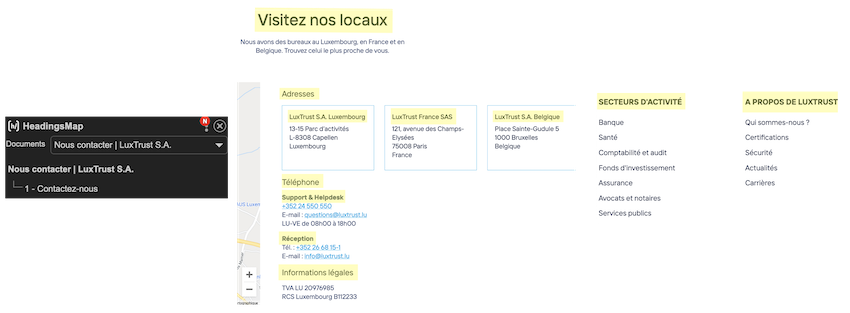 Visitez nos locaux
Nous avons des bureaux au Luxembourg, en France et en
Belgique. Trouvez celui le plus proche de vous.
HeadingsMap
Documents
Nous contacter | LuxTrust S.A.
Nous contacter | LuxTrust S.A.
1 - Contactez-nous
Adresses
LuxTrust S.A. Luxembourg
13-15 Parc d'activités
L-8308 Capellen
Luxembourg
LuxTrust France SAS
121, avenue des Champs-
Elysées
75008 Paris
France
LuxTrust S.A. Belgique
Place Sainte-Gudule 5
1000 Bruxelles
Belgique
Téléphone
Support & Helpdesk
+352 24 550 550
E-mail : questions@luxtrust.lu
LU-VE de 08h00 à 18h00
Réception
Tél. : +352 26 68 15-1
E-mail : info@luxtrust.lu
Informations légales
TVA LU 20976985
RCS Luxembourg B112233
+
−
SECTEURS D'ACTIVITÉ
Banque
Santé
Comptabilité et audit
Fonds d'investissement
Assurance
Avocats et notaires
Services publics
A PROPOS DE LUXTRUST
Qui sommes-nous ?
Certifications
Sécurité
Actualités
Carrières